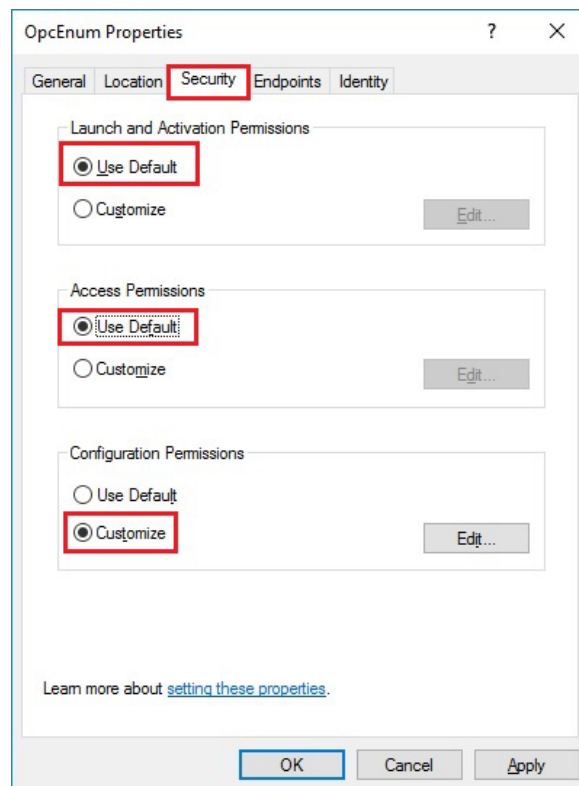 OpcEnum Properties
? ×
General Location Security Endpoints Identity
Launch and Activation Permissions
Use Default
Customize
Edit...
Access Permissions
Use Default
Customize
Edit...
Configuration Permissions
Use Default
Customize
Edit...
Learn more about setting these properties.
OK Cancel Apply